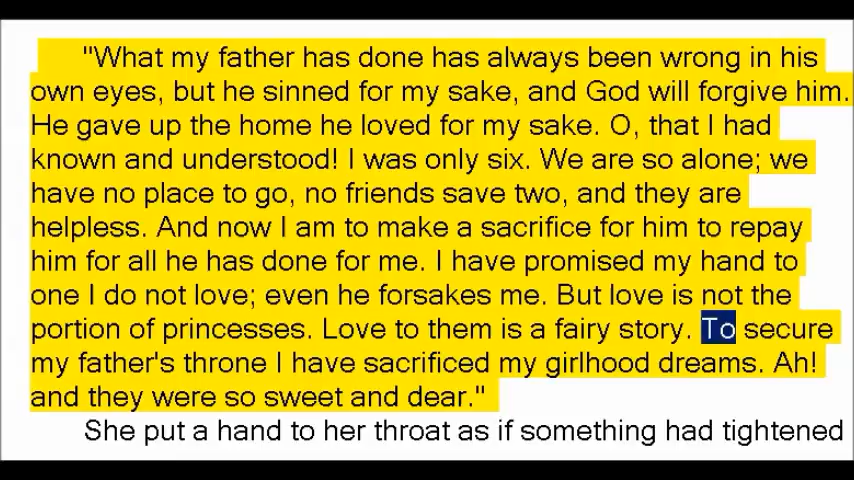 "What my father has done has always been wrong in his
own eyes, but he sinned for my sake, and God will forgive him.
He gave up the home he loved for my sake. O, that I had
known and understood! I was only six. We are so alone; we
have no place to go, no friends save two, and they are
helpless. And now I am to make a sacrifice for him to repay
him for all he has done for me. I have promised my hand to
one I do not love; even he forsakes me. But love is not the
portion of princesses. Love to them is a fairy story. To secure
my father's throne I have sacrificed my girlhood dreams. Ah!
and they were so sweet and dear."
She put a hand to her throat as if something had tightened